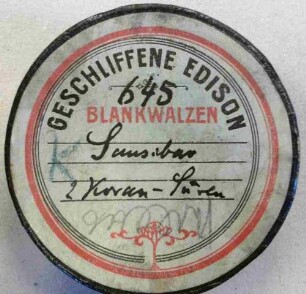 GESCHLIFFENE EDISON
645
BLANKWALZEN
K
Sansibar
2 Koran-Suren